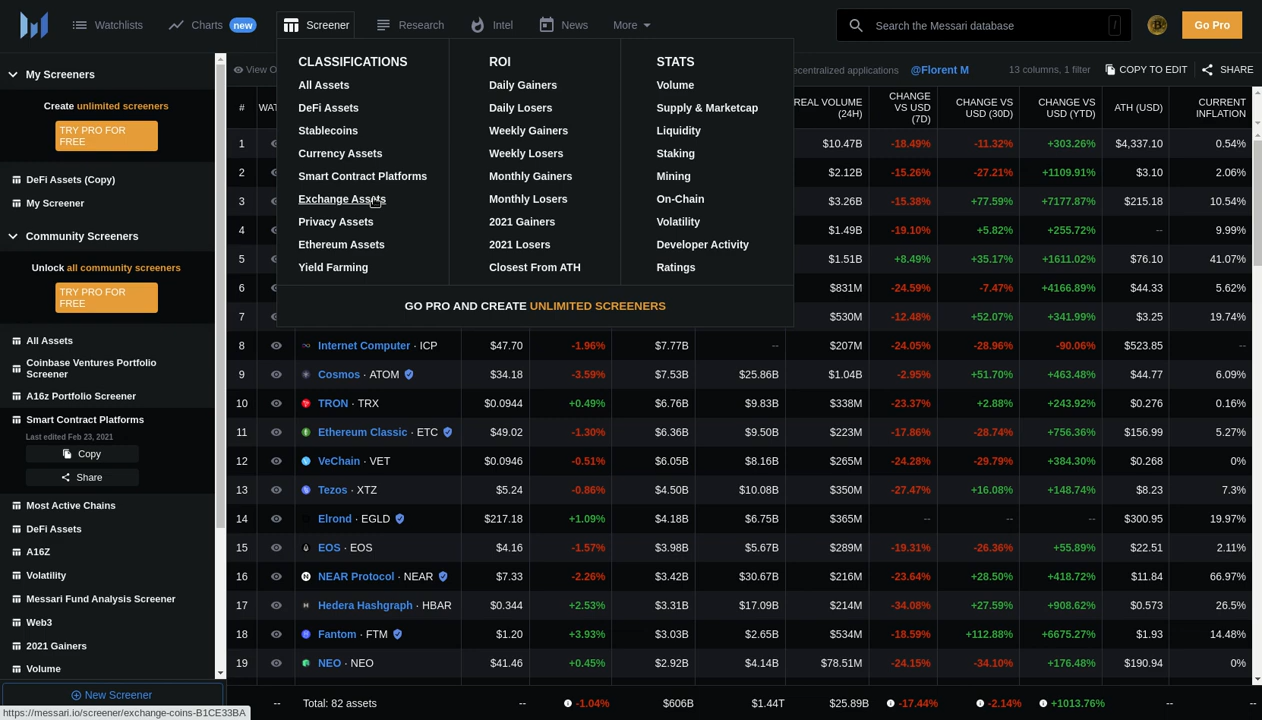 Watchlists Charts new Screener Research Intel News More Search the Messari database / Go Pro
My Screeners
Create unlimited screeners
TRY PRO FOR FREE
DeFi Assets (Copy)
My Screener
Community Screeners
Unlock all community screeners
TRY PRO FOR FREE
All Assets
Coinbase Ventures Portfolio Screener
A16z Portfolio Screener
Smart Contract Platforms
Last edited Feb 23, 2021
Copy
Share
Most Active Chains
DeFi Assets
A16Z
Volatility
Messari Fund Analysis Screener
Web3
2021 Gainers
Volume
New Screener
https://messari.io/screener/exchange-coins-B1CE33BA
CLASSIFICATIONS
All Assets
DeFi Assets
Stablecoins
Currency Assets
Smart Contract Platforms
Exchange Assets
Privacy Assets
Ethereum Assets
Yield Farming
ROI
Daily Gainers
Daily Losers
Weekly Gainers
Weekly Losers
Monthly Gainers
Monthly Losers
2021 Gainers
2021 Losers
Closest From ATH
STATS
Volume
Supply & Marketcap
Liquidity
Staking
Mining
On-Chain
Volatility
Developer Activity
Ratings
GO PRO AND CREATE UNLIMITED SCREENERS
View O ecentralized applications @Florent M 13 columns, 1 filter COPY TO EDIT SHARE
# WAT REAL VOLUME (24H) CHANGE VS USD (7D) CHANGE VS USD (30D) CHANGE VS USD (YTD) ATH (USD) CURRENT INFLATION
1 $10.47B -18.49% -11.32% +303.26% $4,337.10 0.54%
2 $2.12B -15.26% -27.21% +1109.91% $3.10 2.06%
3 $3.26B -15.38% +77.59% +7177.87% $215.18 10.54%
4 $1.49B -19.10% +5.82% +255.72% -- 9.99%
5 $1.51B +8.49% +35.17% +1611.02% $76.10 41.07%
6 $831M -24.59% -7.47% +4166.89% $44.33 5.62%
7 $530M -12.48% +52.07% +341.99% $3.25 19.74%
8 Internet Computer · ICP $47.70 -1.96% $7.77B -- $207M -24.05% -28.96% -90.06% $523.85 --
9 Cosmos · ATOM $34.18 -3.59% $7.53B $25.86B $1.04B -2.95% +51.70% +463.48% $44.77 6.09%
10 TRON · TRX $0.0944 +0.49% $6.76B $9.83B $338M -23.37% +2.88% +243.92% $0.276 0.16%
11 Ethereum Classic · ETC $49.02 -1.30% $6.36B $9.50B $223M -17.86% -28.74% +756.36% $156.99 5.27%
12 VeChain · VET $0.0946 -0.51% $6.05B $8.16B $265M -24.28% -29.79% +384.30% $0.268 0%
13 Tezos · XTZ $5.24 -0.86% $4.50B $10.08B $350M -27.47% +16.08% +148.74% $8.23 7.3%
14 Elrond · EGLD $217.18 +1.09% $4.18B $6.75B $365M -- -- -- $300.95 19.97%
15 EOS · EOS $4.16 -1.57% $3.98B $5.67B $289M -19.31% -26.36% +55.89% $22.51 2.11%
16 NEAR Protocol · NEAR $7.33 -2.26% $3.42B $30.67B $216M -23.64% +28.50% +418.72% $11.84 66.97%
17 Hedera Hashgraph · HBAR $0.344 +2.53% $3.31B $17.09B $214M -34.08% +27.59% +908.62% $0.573 26.5%
18 Fantom · FTM $1.20 +3.93% $3.03B $2.65B $534M -18.59% +112.88% +6675.27% $1.93 14.48%
19 NEO · NEO $41.46 +0.45% $2.92B $4.14B $78.51M -24.15% -34.10% +176.48% $190.94 0%
-- Total: 82 assets -- -1.04% $606B $1.44T $25.89B -17.44% -2.14% +1013.76% -- --